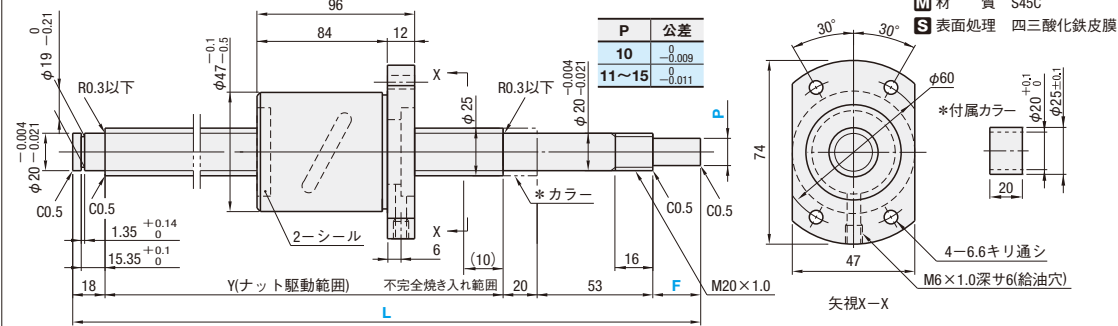 M 材 質 S45C
S 表面処理 四三酸化鉄皮膜
96
84
12
φ19 0 −0.21
φ47 −0.1 −0.5
P 公差
10 0 −0.009
11〜15 0 −0.011
R0.3以下
X
φ25
R0.3以下
φ20 −0.004 −0.021
P
φ20 −0.004 −0.021
C0.5
C0.5
1.35 +0.14 0
15.35 +0.1 0
2−シール
X
6
(10)
*カラー
16
C0.5
C0.5
M20×1.0
18
Y(ナット駆動範囲)
不完全焼き入れ範囲
20
53
F
L
30°
30°
φ60
74
47
4−6.6キリ通シ
M6×1.0深サ6(給油穴)
矢視X−X
*付属カラー
φ20 +0.1 0
φ25±0.1
20